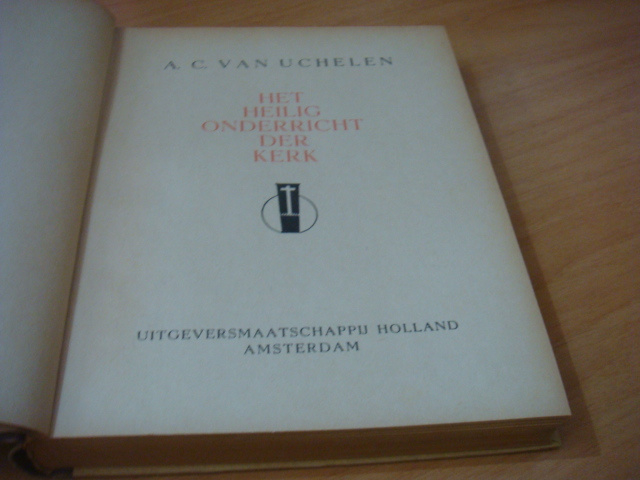 A. C. VAN UCHELEN
HET
HEILIG
ONDERRICHT
DER
KERK
UITGEVERSMAATSCHAPPIJ HOLLAND
AMSTERDAM